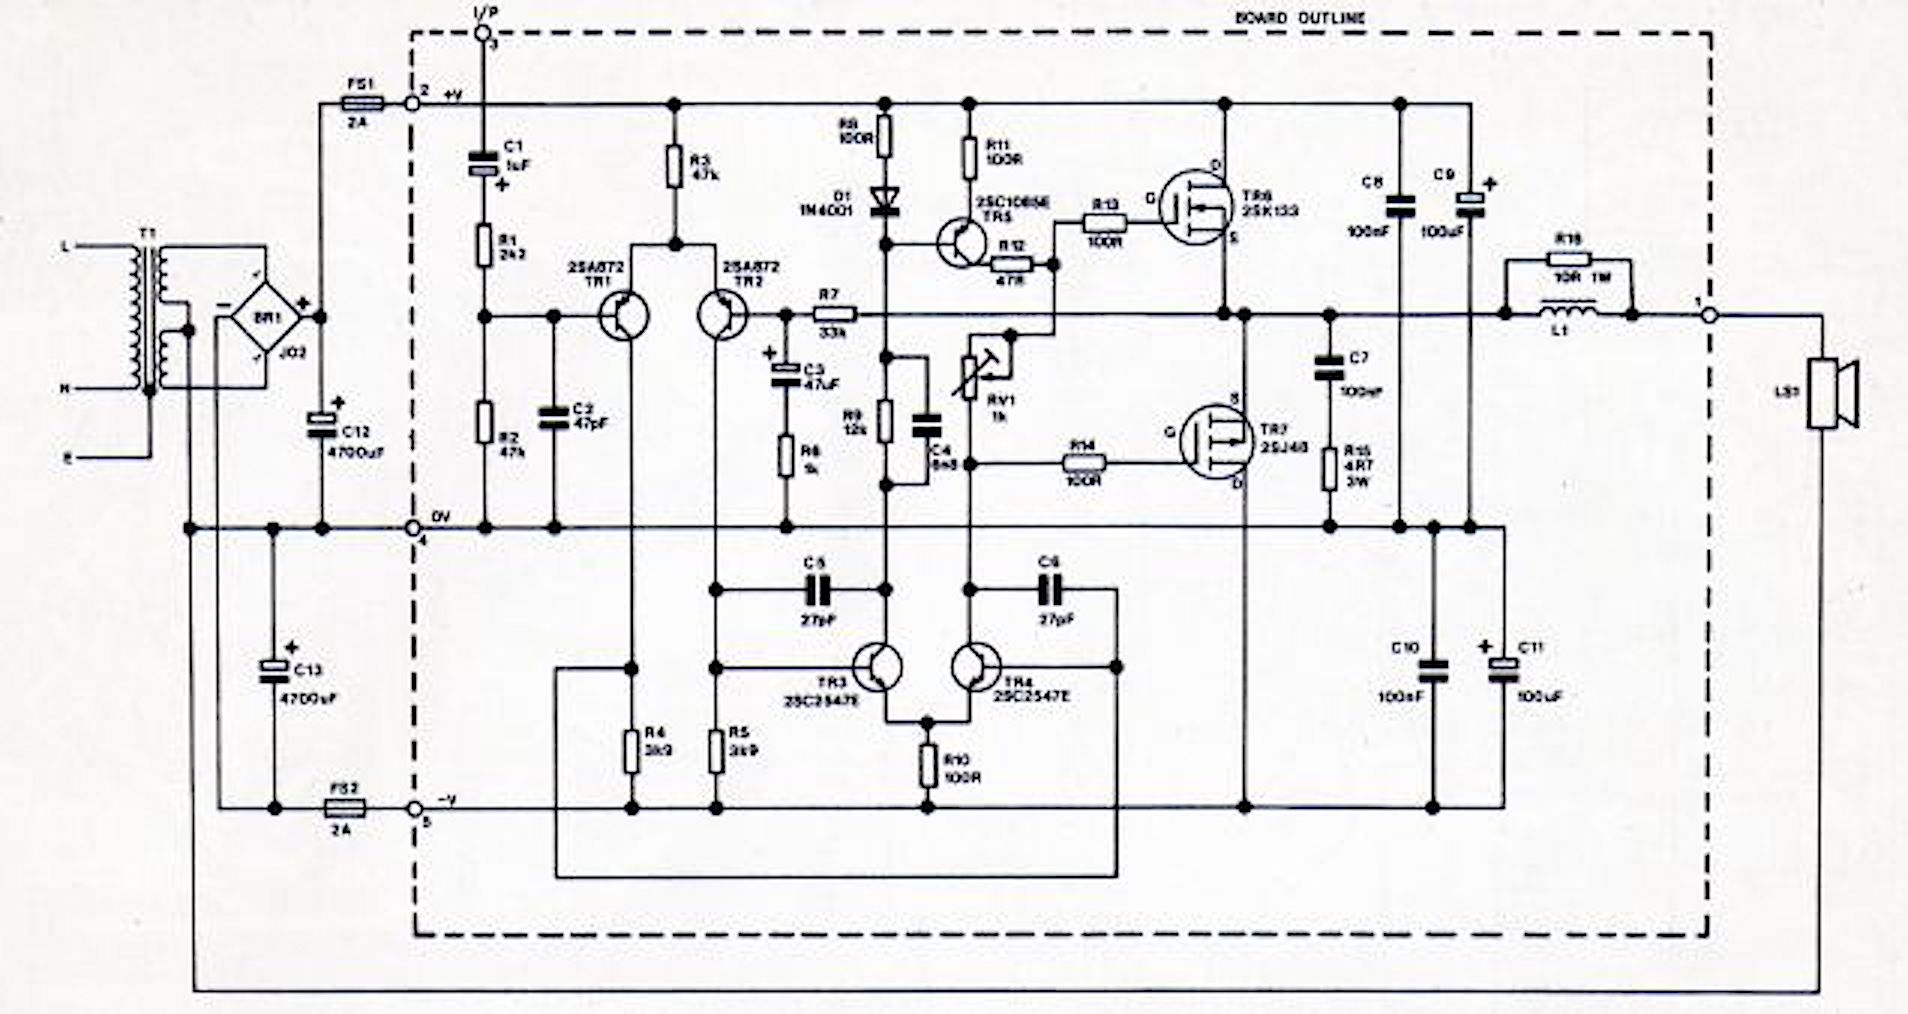 I/P
3
BOARD OUTLINE
FS1
2A
2
+V
C1
1uF
+
R3
47k
R8
100R
R11
100R
D1
1N4001
2SC1085E
TR5
R12
47R
R13
100R
G
D
S
TR6
2SK133
C8
100nF
C9
100uF
+
R16
10R 1W
L1
1
T1
L
N
E
BR1
J02
-
+
R1
2k2
2SA872
TR1
2SA872
TR2
R7
33k
C12
4700uF
+
R2
47k
C2
47pF
+
C3
47uF
R6
1k
R9
12k
C4
6n8
RV1
1k
R14
100R
G
S
D
TR7
2SJ48
C7
100nF
R15
4R7
3W
LS1
0V
4
C5
27pF
C6
27pF
TR3
2SC2547E
TR4
2SC2547E
+
C13
4700uF
R4
3k9
R5
3k9
R10
100R
C10
100nF
+
C11
100uF
FS2
2A
-V
5